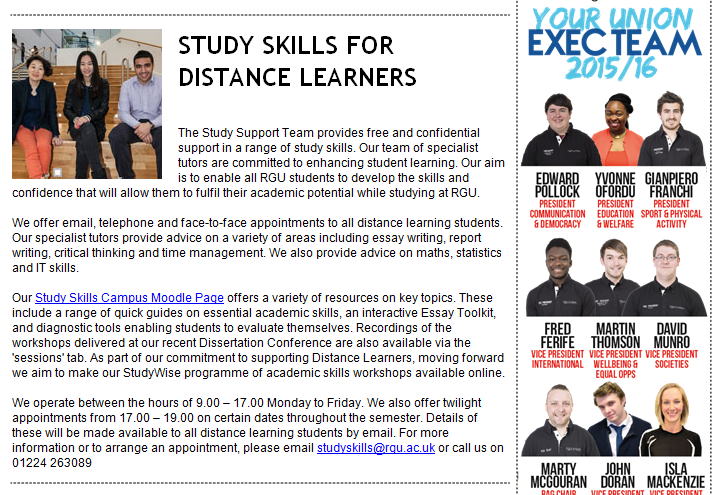 STUDY SKILLS FOR
DISTANCE LEARNERS
The Study Support Team provides free and confidential
support in a range of study skills. Our team of specialist
tutors are committed to enhancing student learning. Our aim
is to enable all RGU students to develop the skills and
confidence that will allow them to fulfil their academic potential while studying at RGU.
We offer email, telephone and face-to-face appointments to all distance learning students.
Our specialist tutors provide advice on a variety of areas including essay writing, report
writing, critical thinking and time management. We also provide advice on maths, statistics
and IT skills.
Our Study Skills Campus Moodle Page offers a variety of resources on key topics. These
include a range of quick guides on essential academic skills, an interactive Essay Toolkit,
and diagnostic tools enabling students to evaluate themselves. Recordings of the
workshops delivered at our recent Dissertation Conference are also available via the
'sessions' tab. As part of our commitment to supporting Distance Learners, moving forward
we aim to make our StudyWise programme of academic skills workshops available online.
We operate between the hours of 9.00 – 17.00 Monday to Friday. We also offer twilight
appointments from 17.00 – 19.00 on certain dates throughout the semester. Details of
these will be made available to all distance learning students by email. For more
information or to arrange an appointment, please email studyskills@rgu.ac.uk or call us on
01224 263089
YOUR UNION
EXEC TEAM
2015/16
EDWARD
POLLOCK
PRESIDENT
COMMUNICATION
& DEMOCRACY
YVONNE
OFORDU
PRESIDENT
EDUCATION
& WELFARE
GIANPIERO
FRANCHI
PRESIDENT
SPORT & PHYSICAL
ACTIVITY
FRED
FERIFE
VICE PRESIDENT
INTERNATIONAL
MARTIN
THOMSON
VICE PRESIDENT
WELLBEING &
EQUAL OPPS
DAVID
MUNRO
VICE PRESIDENT
SOCIETIES
MARTY
MCGOURAN
RAG CHAIR
JOHN
DORAN
VICE PRESIDENT
ISLA
MACKENZIE
VICE PRESIDENT